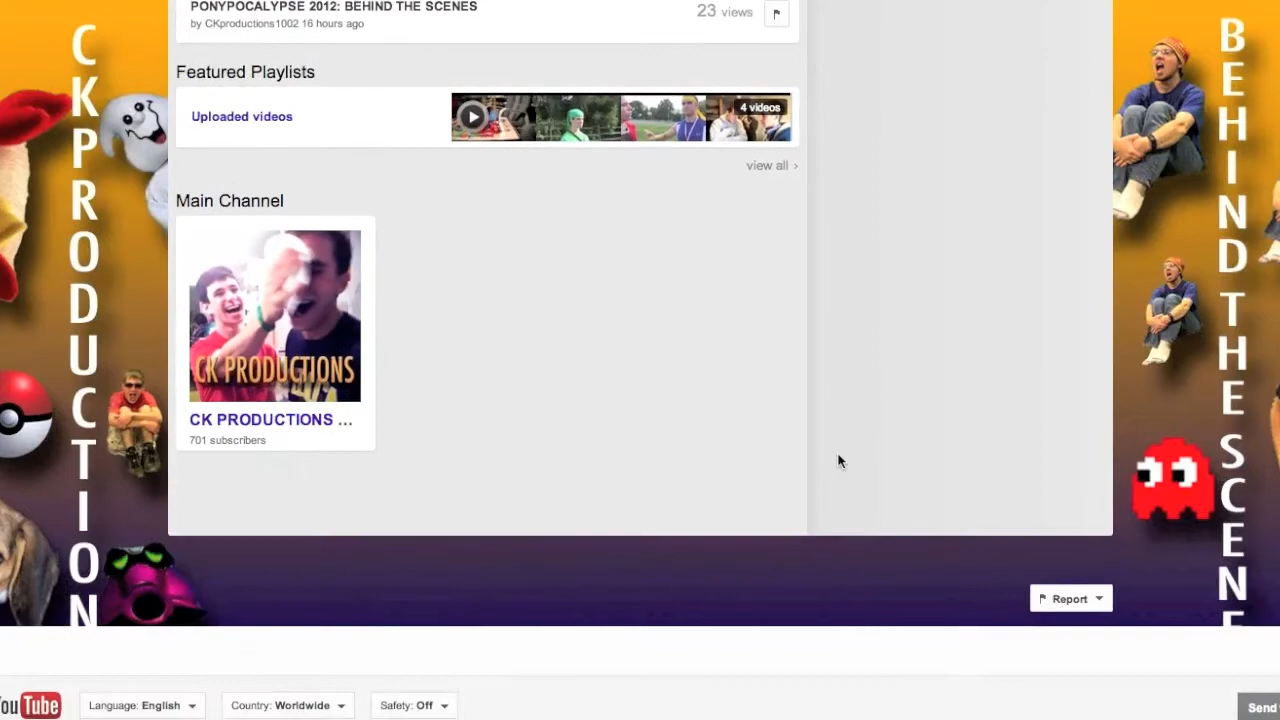 PONYPOCALYPSE 2012: BEHIND THE SCENES
23 views
by CKproductions1002 16 hours ago
Featured Playlists
Uploaded videos
4 videos
view all ›
Main Channel
CK PRODUCTIONS
CK PRODUCTIONS ...
701 subscribers
CKPRODUCTION
BEHIND THE SCENE
Report
YouTube
Language: English
Country: Worldwide
Safety: Off
Send